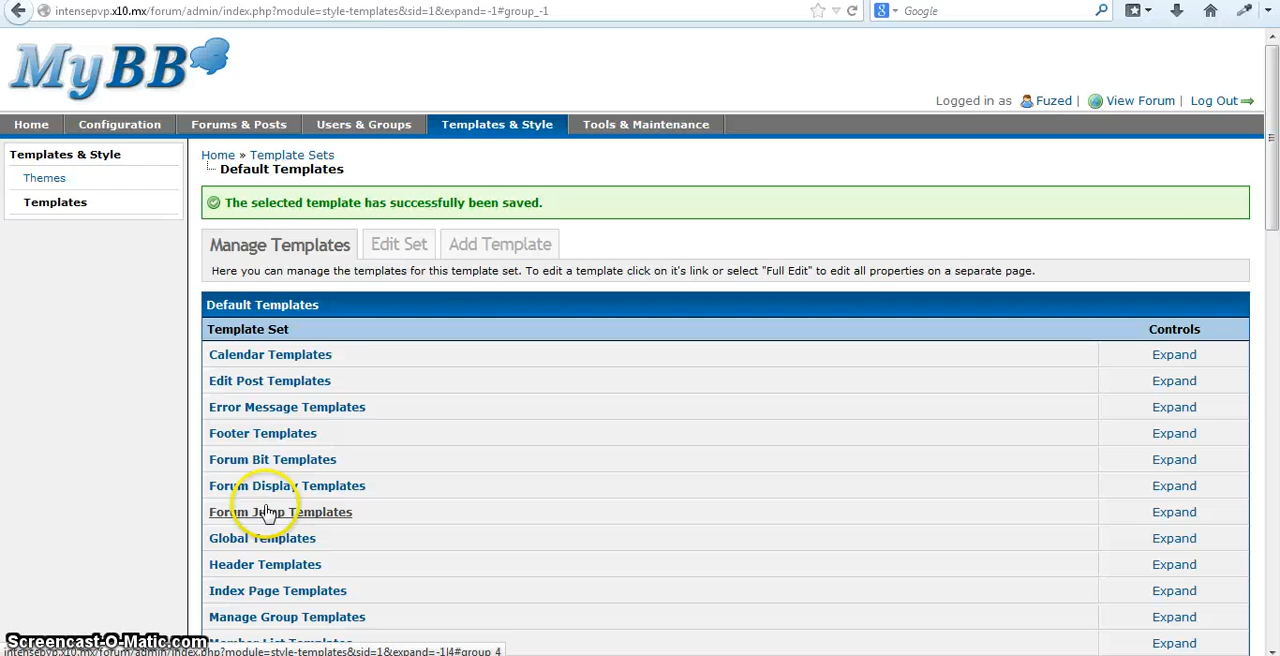 intensepvp.x10.mx/forum/admin/index.php?module=style-templates&sid=1&expand=-1#group_-1
Google
MyBB
Logged in as Fuzed | View Forum | Log Out
Home Configuration Forums & Posts Users & Groups Templates & Style Tools & Maintenance
Templates & Style
Themes
Templates
Home » Template Sets
Default Templates
The selected template has successfully been saved.
Manage Templates Edit Set Add Template
Here you can manage the templates for this template set. To edit a template click on it's link or select "Full Edit" to edit all properties on a separate page.
Default Templates
Template Set Controls
Calendar Templates Expand
Edit Post Templates Expand
Error Message Templates Expand
Footer Templates Expand
Forum Bit Templates Expand
Forum Display Templates Expand
Forum Jump Templates Expand
Global Templates Expand
Header Templates Expand
Index Page Templates Expand
Manage Group Templates Expand
Member List Templates Expand
Screencast-O-Matic.com
intensepvp.x10.mx/forum/admin/index.php?module=style-templates&sid=1&expand=-1|4#group_4